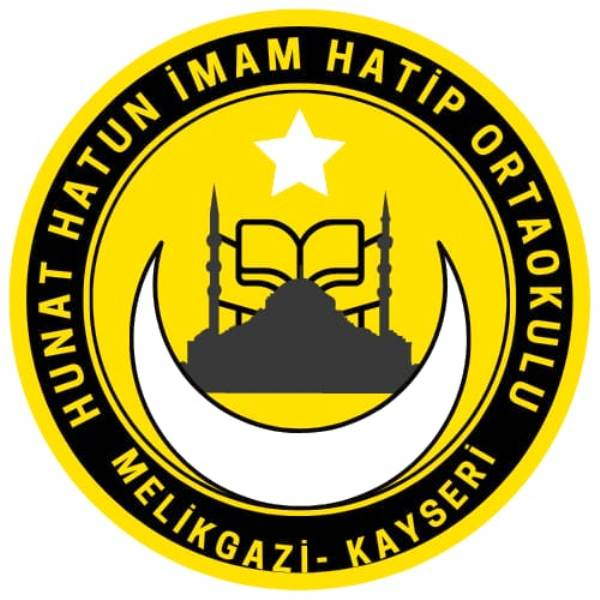 HUNAT HATUN İMAM HATİP ORTAOKULU
MELİKGAZİ- KAYSERİ